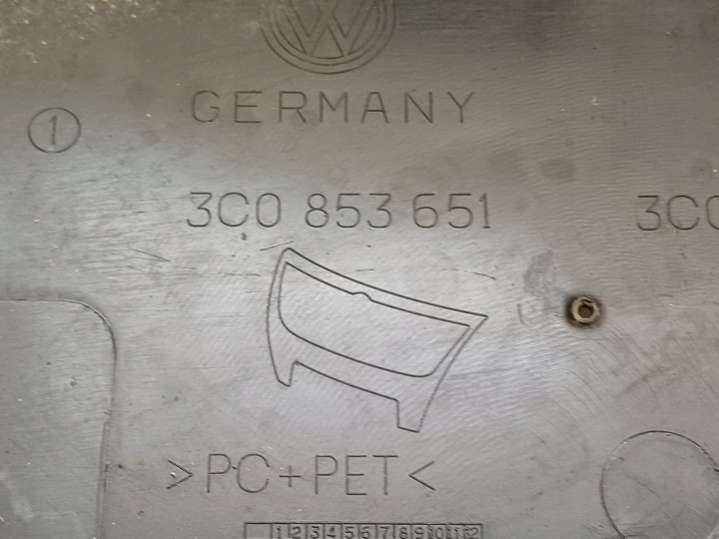 VW
GERMANY
1
3C0 853 651
3C
>PC+PET<
1 2 3 4 5 6 7 8 9 10 11 12